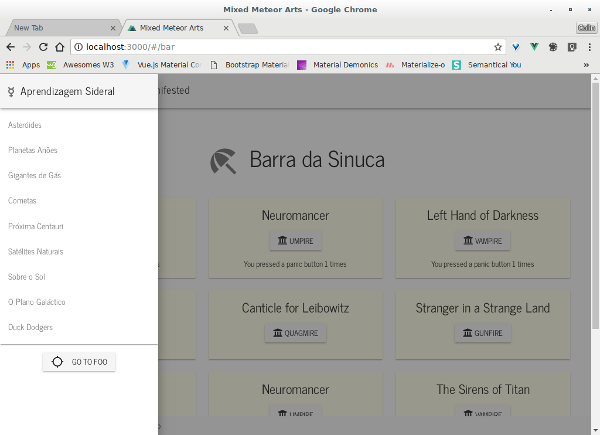 Mixed Meteor Arts - Google Chrome
New Tab
Mixed Meteor Arts
localhost:3000/#/bar
Apps
Awesomes W3
Vue.js Material Co
Bootstrap Material
Material Demonics
Materialize-o
Semantical You
»
Aprendizagem Sideral
nifested
Asteróides
Planetas Anões
Gigantes de Gás
Cometas
Próxima Centauri
Satélites Naturais
Sobre o Sol
O Plano Galáctico
Duck Dodgers
GO TO FOO
Barra da Sinuca
Neuromancer
UMPIRE
You pressed a panic button 1 times
Left Hand of Darkness
VAMPIRE
You pressed a panic button 1 times
Canticle for Leibowitz
QUAGMIRE
Stranger in a Strange Land
GUNFIRE
Neuromancer
UMPIRE
The Sirens of Titan
VAMPIRE